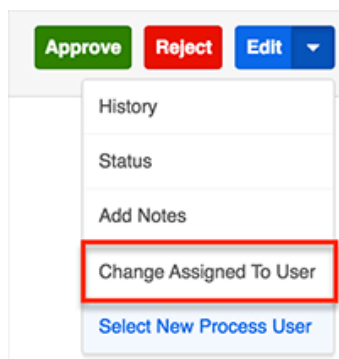 Approve Reject Edit
History
Status
Add Notes
Change Assigned To User
Select New Process User